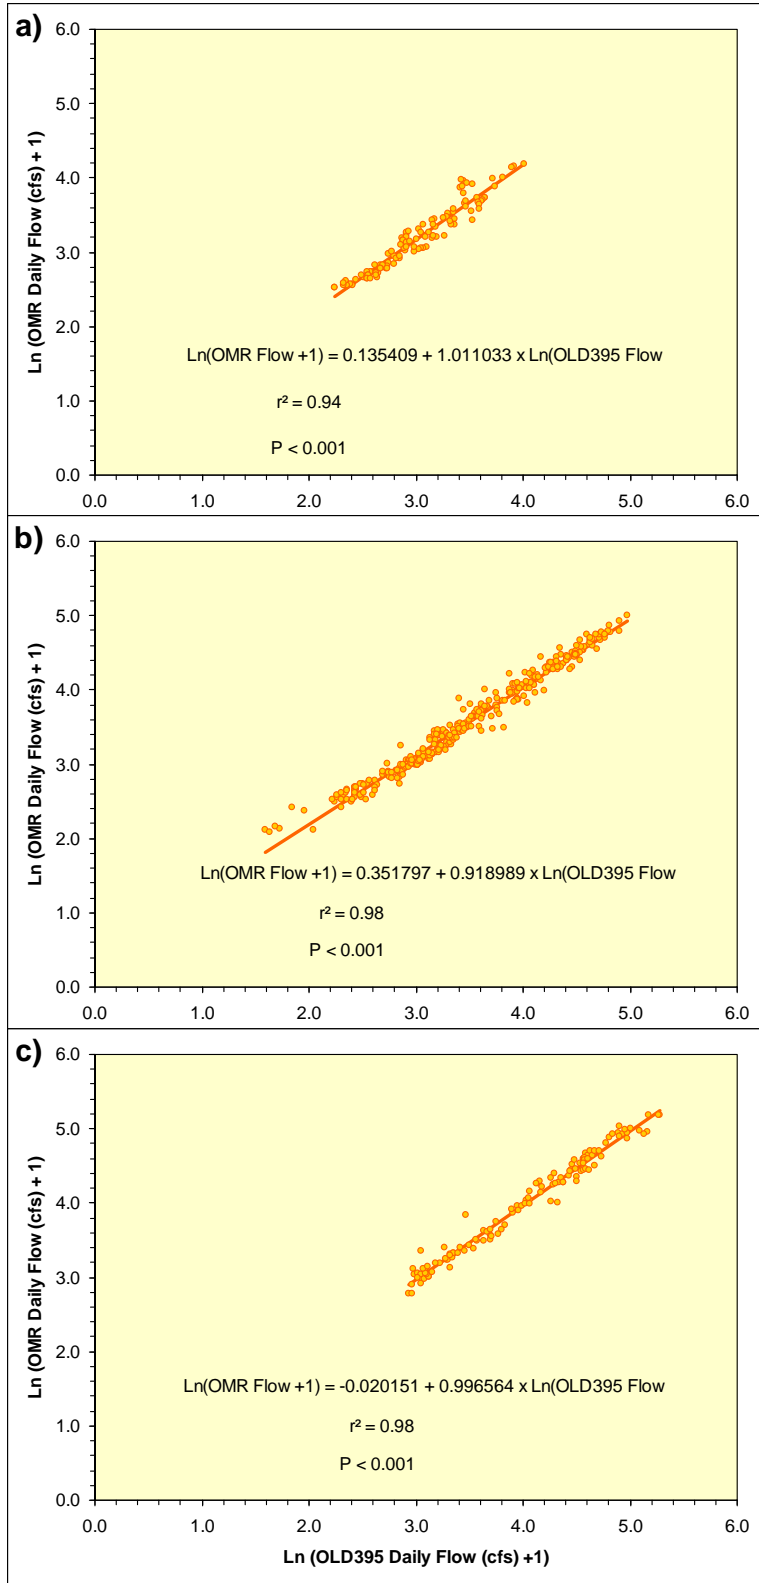 a)
6.0
5.0
4.0
3.0
2.0
1.0
0.0
Ln (OMR Daily Flow (cfs) + 1)
Ln(OMR Flow +1) = 0.135409 + 1.011033 x Ln(OLD395 Flow
r² = 0.94
P < 0.001
0.0 1.0 2.0 3.0 4.0 5.0 6.0
b)
6.0
5.0
4.0
3.0
2.0
1.0
0.0
Ln (OMR Daily Flow (cfs) + 1)
Ln(OMR Flow +1) = 0.351797 + 0.918989 x Ln(OLD395 Flow
r² = 0.98
P < 0.001
0.0 1.0 2.0 3.0 4.0 5.0 6.0
c)
6.0
5.0
4.0
3.0
2.0
1.0
0.0
Ln (OMR Daily Flow (cfs) + 1)
Ln(OMR Flow +1) = -0.020151 + 0.996564 x Ln(OLD395 Flow
r² = 0.98
P < 0.001
0.0 1.0 2.0 3.0 4.0 5.0 6.0
Ln (OLD395 Daily Flow (cfs) +1)